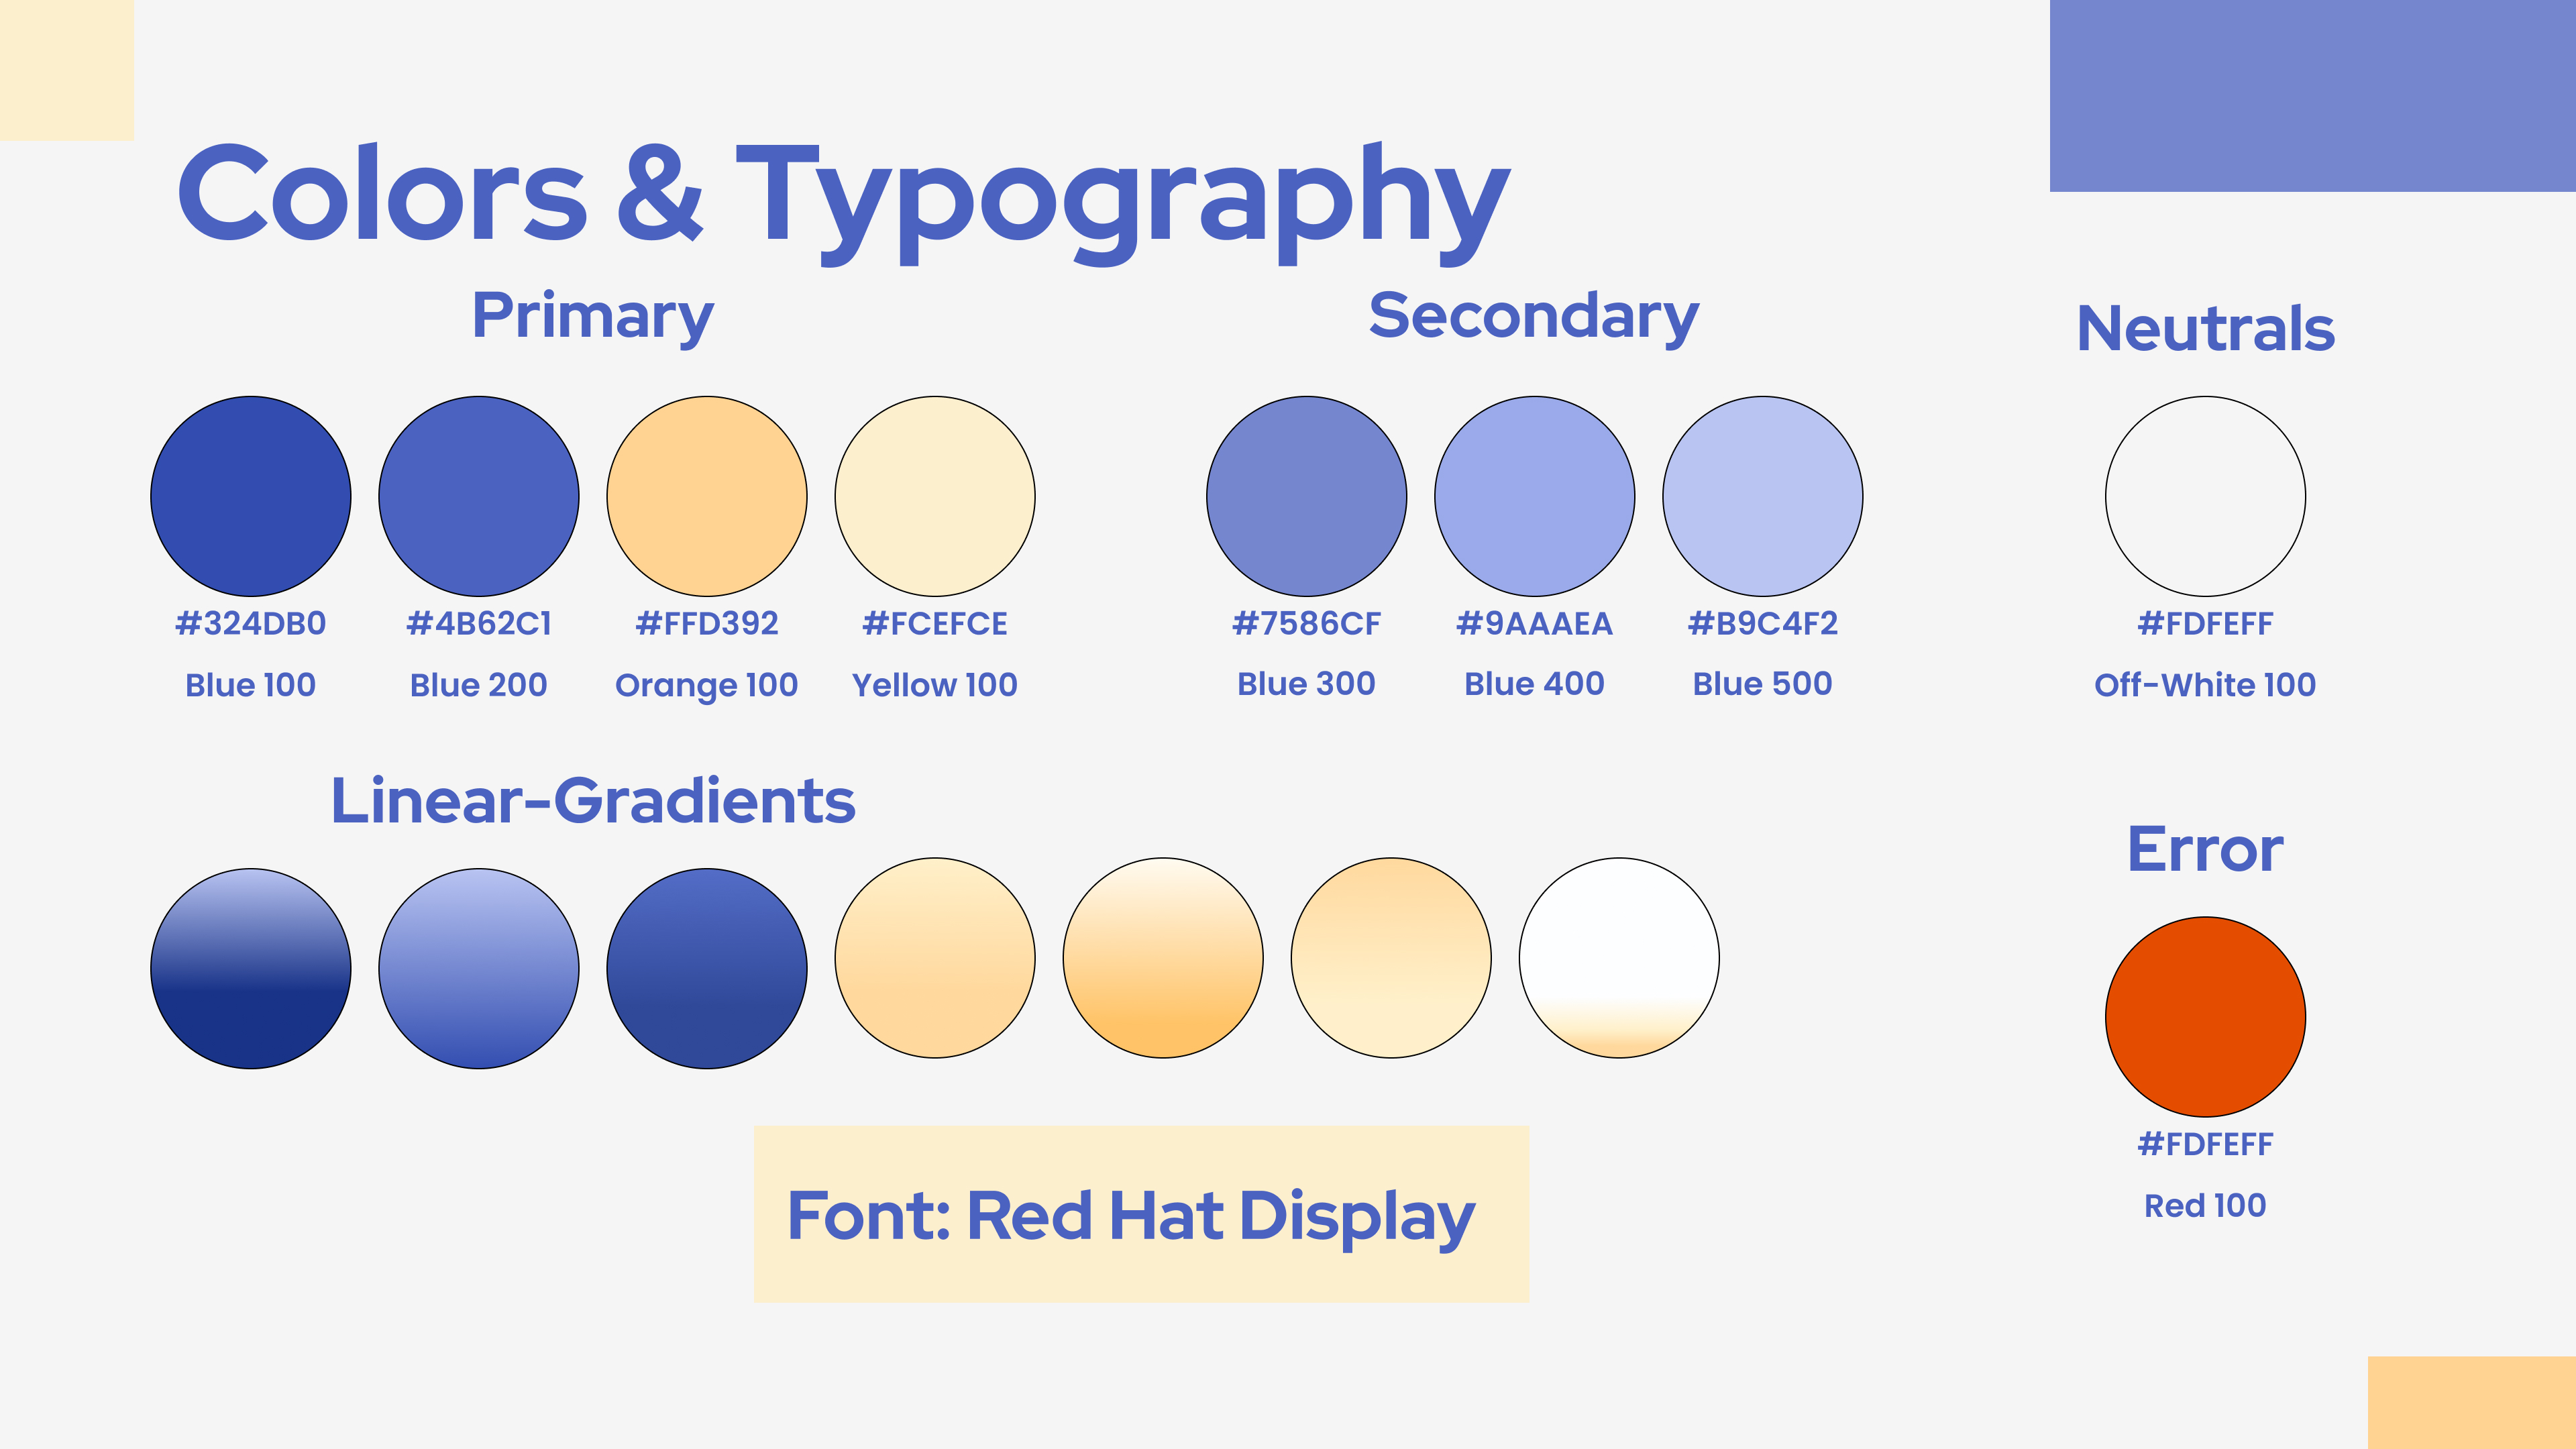 Colors & Typography
Primary
#324DB0
Blue 100
#4B62C1
Blue 200
#FFD392
Orange 100
#FCEFCE
Yellow 100
Secondary
#7586CF
Blue 300
#9AAAEA
Blue 400
#B9C4F2
Blue 500
Neutrals
#FDFEFF
Off-White 100
Linear-Gradients
Error
#FDFEFF
Red 100
Font: Red Hat Display